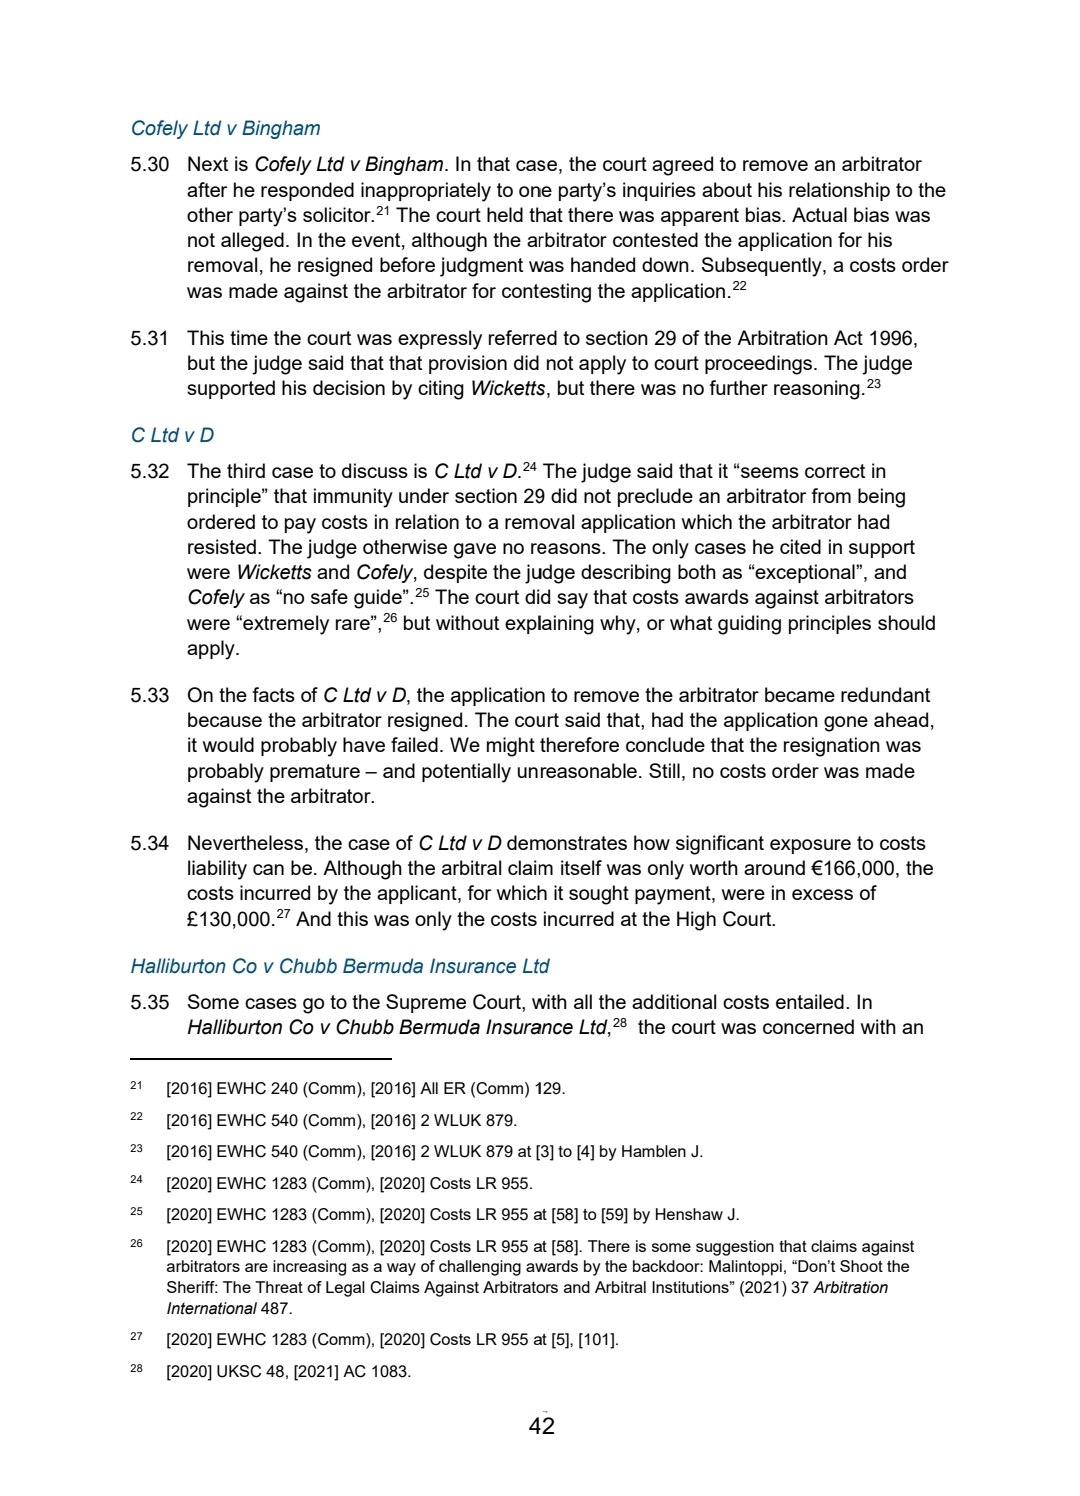 Cofely Ltd v Bingham
5.30 Next is Cofely Ltd v Bingham. In that case, the court agreed to remove an arbitrator
after he responded inappropriately to one party’s inquiries about his relationship to the
other party’s solicitor.21 The court held that there was apparent bias. Actual bias was
not alleged. In the event, although the arbitrator contested the application for his
removal, he resigned before judgment was handed down. Subsequently, a costs order
was made against the arbitrator for contesting the application.22
5.31 This time the court was expressly referred to section 29 of the Arbitration Act 1996,
but the judge said that that provision did not apply to court proceedings. The judge
supported his decision by citing Wicketts, but there was no further reasoning.23
C Ltd v D
5.32 The third case to discuss is C Ltd v D.24 The judge said that it “seems correct in
principle” that immunity under section 29 did not preclude an arbitrator from being
ordered to pay costs in relation to a removal application which the arbitrator had
resisted. The judge otherwise gave no reasons. The only cases he cited in support
were Wicketts and Cofely, despite the judge describing both as “exceptional”, and
Cofely as “no safe guide”.25 The court did say that costs awards against arbitrators
were “extremely rare”,26 but without explaining why, or what guiding principles should
apply.
5.33 On the facts of C Ltd v D, the application to remove the arbitrator became redundant
because the arbitrator resigned. The court said that, had the application gone ahead,
it would probably have failed. We might therefore conclude that the resignation was
probably premature – and potentially unreasonable. Still, no costs order was made
against the arbitrator.
5.34 Nevertheless, the case of C Ltd v D demonstrates how significant exposure to costs
liability can be. Although the arbitral claim itself was only worth around €166,000, the
costs incurred by the applicant, for which it sought payment, were in excess of
£130,000.27 And this was only the costs incurred at the High Court.
Halliburton Co v Chubb Bermuda Insurance Ltd
5.35 Some cases go to the Supreme Court, with all the additional costs entailed. In
Halliburton Co v Chubb Bermuda Insurance Ltd,28 the court was concerned with an
21 [2016] EWHC 240 (Comm), [2016] All ER (Comm) 129.
22 [2016] EWHC 540 (Comm), [2016] 2 WLUK 879.
23 [2016] EWHC 540 (Comm), [2016] 2 WLUK 879 at [3] to [4] by Hamblen J.
24 [2020] EWHC 1283 (Comm), [2020] Costs LR 955.
25 [2020] EWHC 1283 (Comm), [2020] Costs LR 955 at [58] to [59] by Henshaw J.
26 [2020] EWHC 1283 (Comm), [2020] Costs LR 955 at [58]. There is some suggestion that claims against
arbitrators are increasing as a way of challenging awards by the backdoor: Malintoppi, “Don’t Shoot the
Sheriff: The Threat of Legal Claims Against Arbitrators and Arbitral Institutions” (2021) 37 Arbitration
International 487.
27 [2020] EWHC 1283 (Comm), [2020] Costs LR 955 at [5], [101].
28 [2020] UKSC 48, [2021] AC 1083.
42